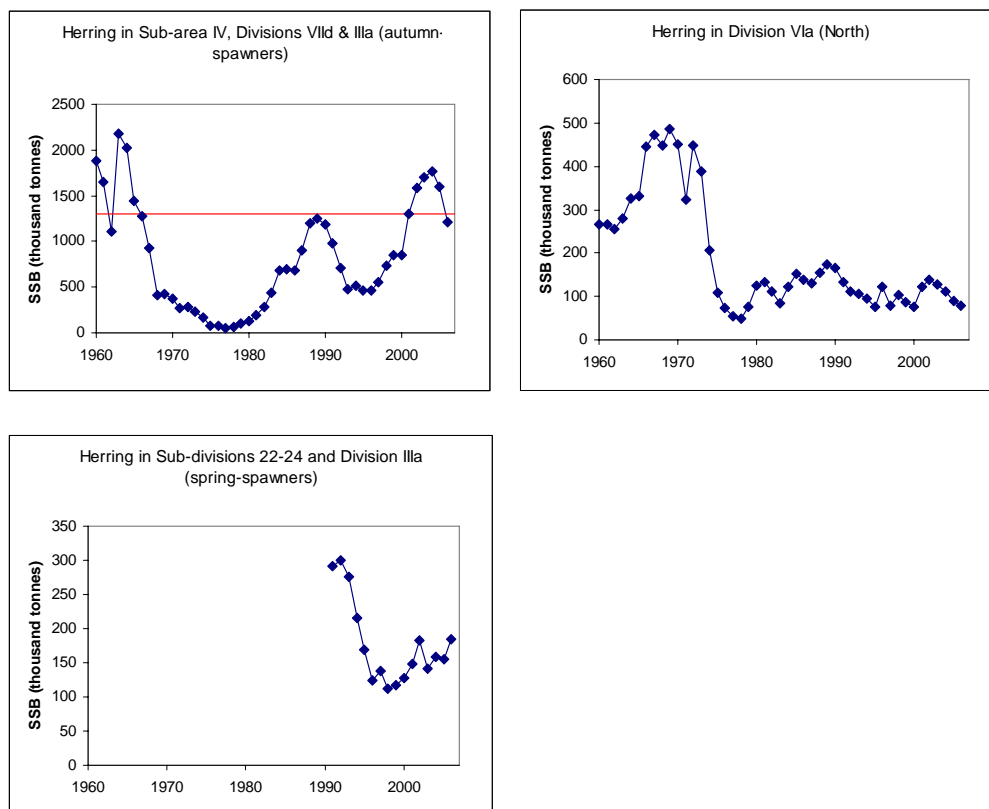 Herring in Sub-area IV, Divisions VIId & IIIa (autumn-
spawners)
SSB (thousand tonnes)
2500
2000
1500
1000
500
0
1960 1970 1980 1990 2000
Herring in Division VIa (North)
SSB (thousand tonnes)
600
500
400
300
200
100
0
1960 1970 1980 1990 2000
Herring in Sub-divisions 22-24 and Division IIIa
(spring-spawners)
SSB (thousand tonnes)
350
300
250
200
150
100
50
0
1960 1970 1980 1990 2000